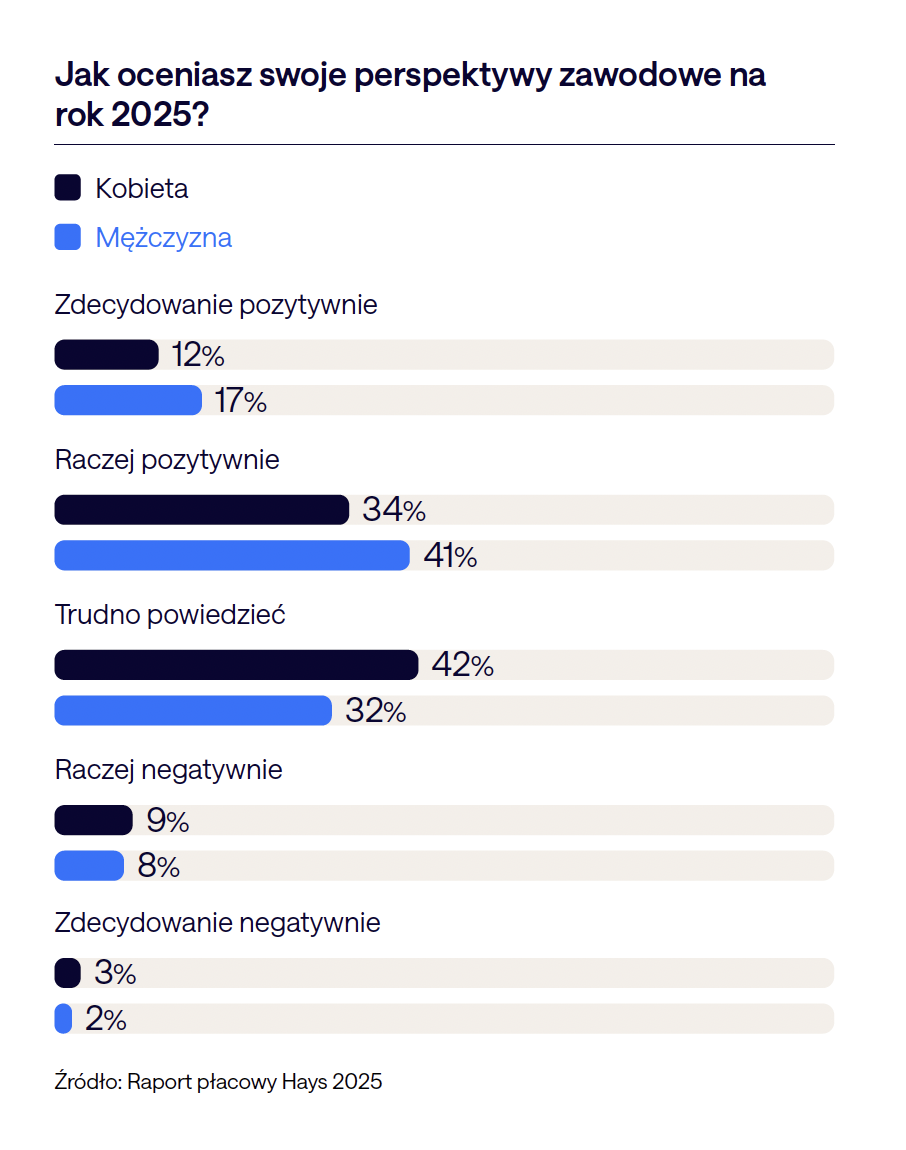 Jak oceniasz swoje perspektywy zawodowe na
rok 2025?
Kobieta
Mężczyzna
Zdecydowanie pozytywnie
12%
17%
Raczej pozytywnie
34%
41%
Trudno powiedzieć
42%
32%
Raczej negatywnie
9%
8%
Zdecydowanie negatywnie
3%
2%
Źródło: Raport płacowy Hays 2025